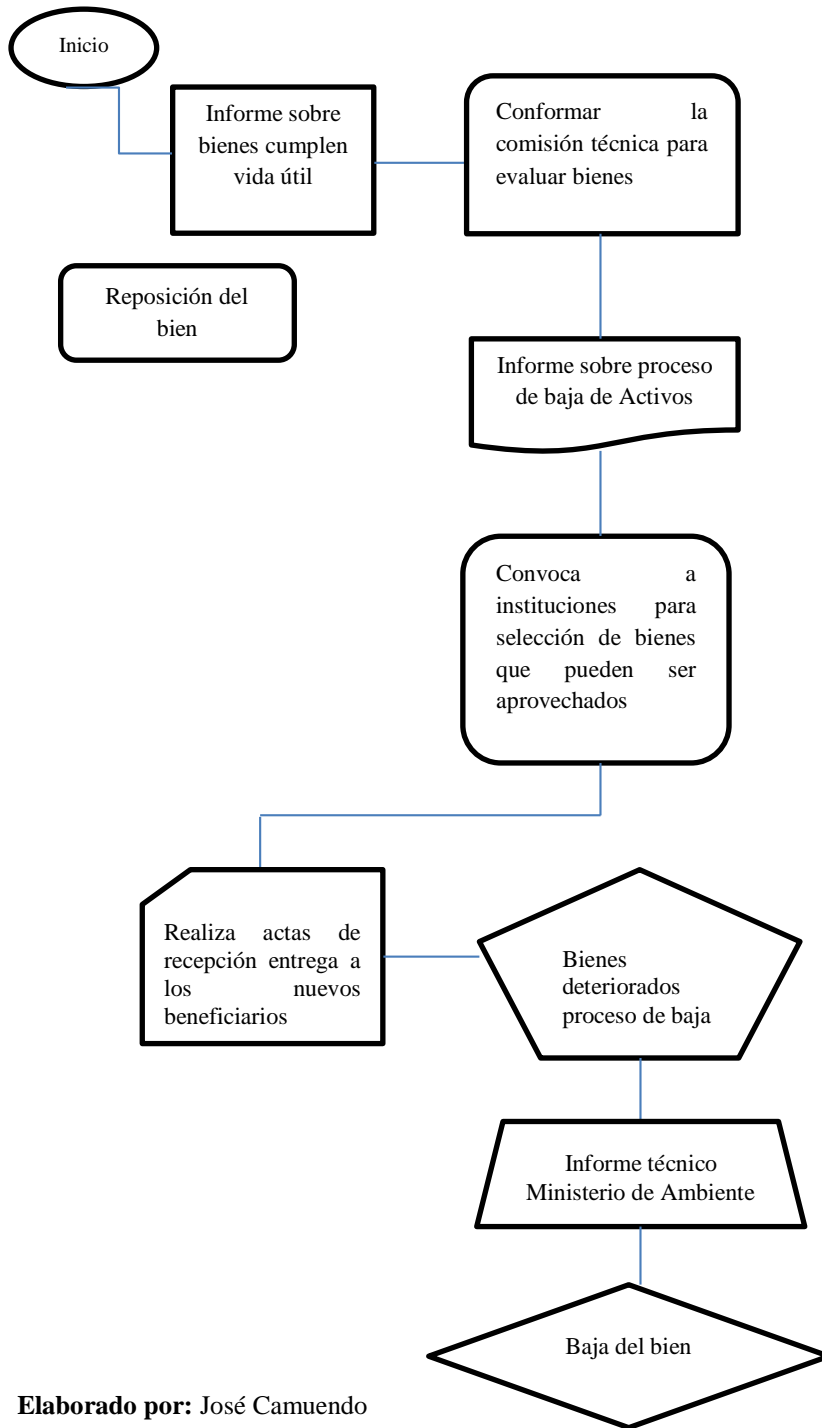 Inicio
Informe sobre
bienes cumplen
vida útil
Conformar la
comisión técnica para
evaluar bienes
Reposición del
bien
Informe sobre proceso
de baja de Activos
Convoca a
instituciones para
selección de bienes
que pueden ser
aprovechados
Realiza actas de
recepción entrega a
los nuevos
beneficiarios
Bienes
deteriorados
proceso de baja
Informe técnico
Ministerio de Ambiente
Baja del bien
Elaborado por: José Camuendo